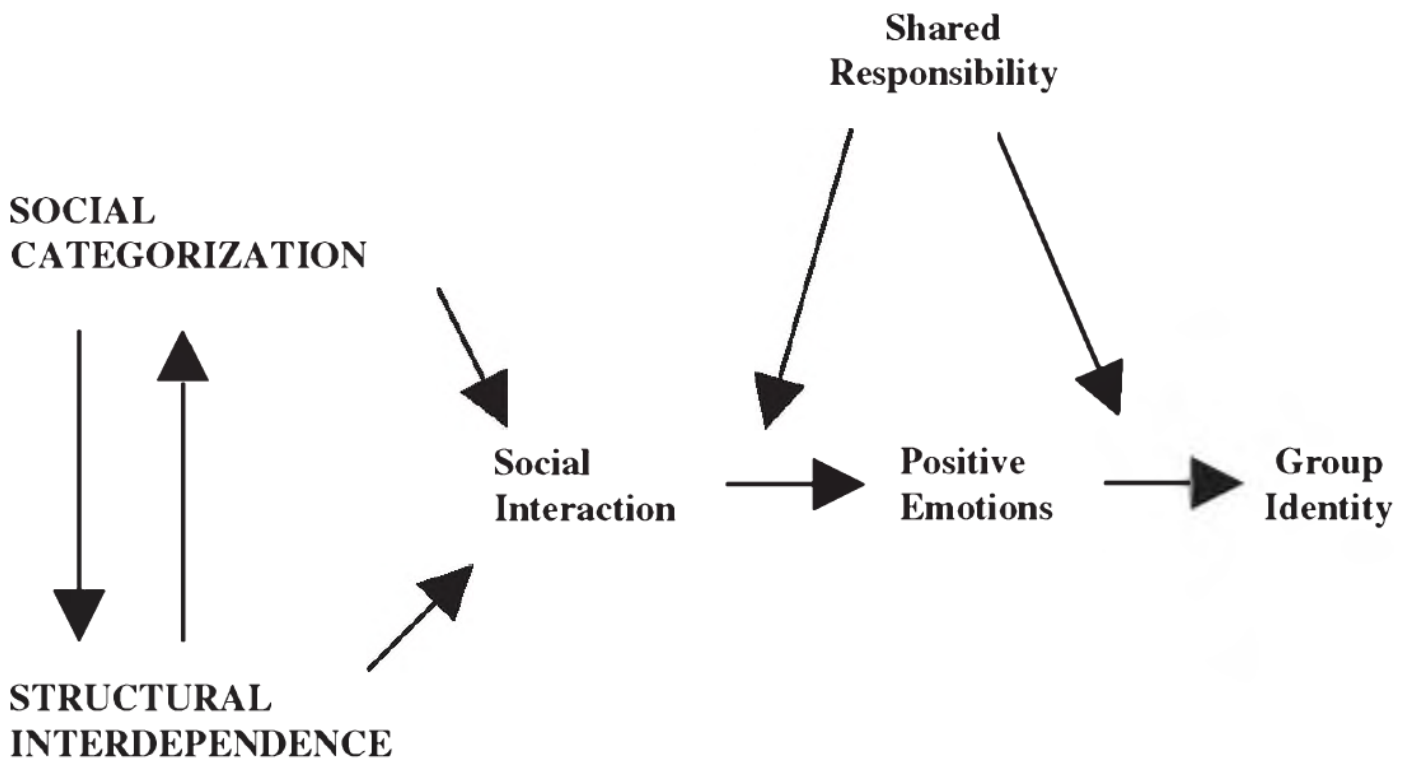 Shared
Responsibility
SOCIAL
CATEGORIZATION
Social
Interaction
Positive
Emotions
Group
Identity
STRUCTURAL
INTERDEPENDENCE